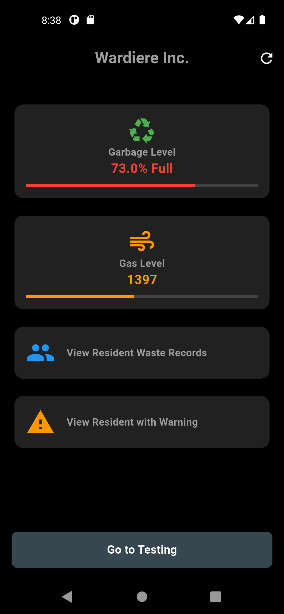 8:38
Wardiere Inc.
Garbage Level
73.0% Full
Gas Level
1397
View Resident Waste Records
View Resident with Warning
Go to Testing